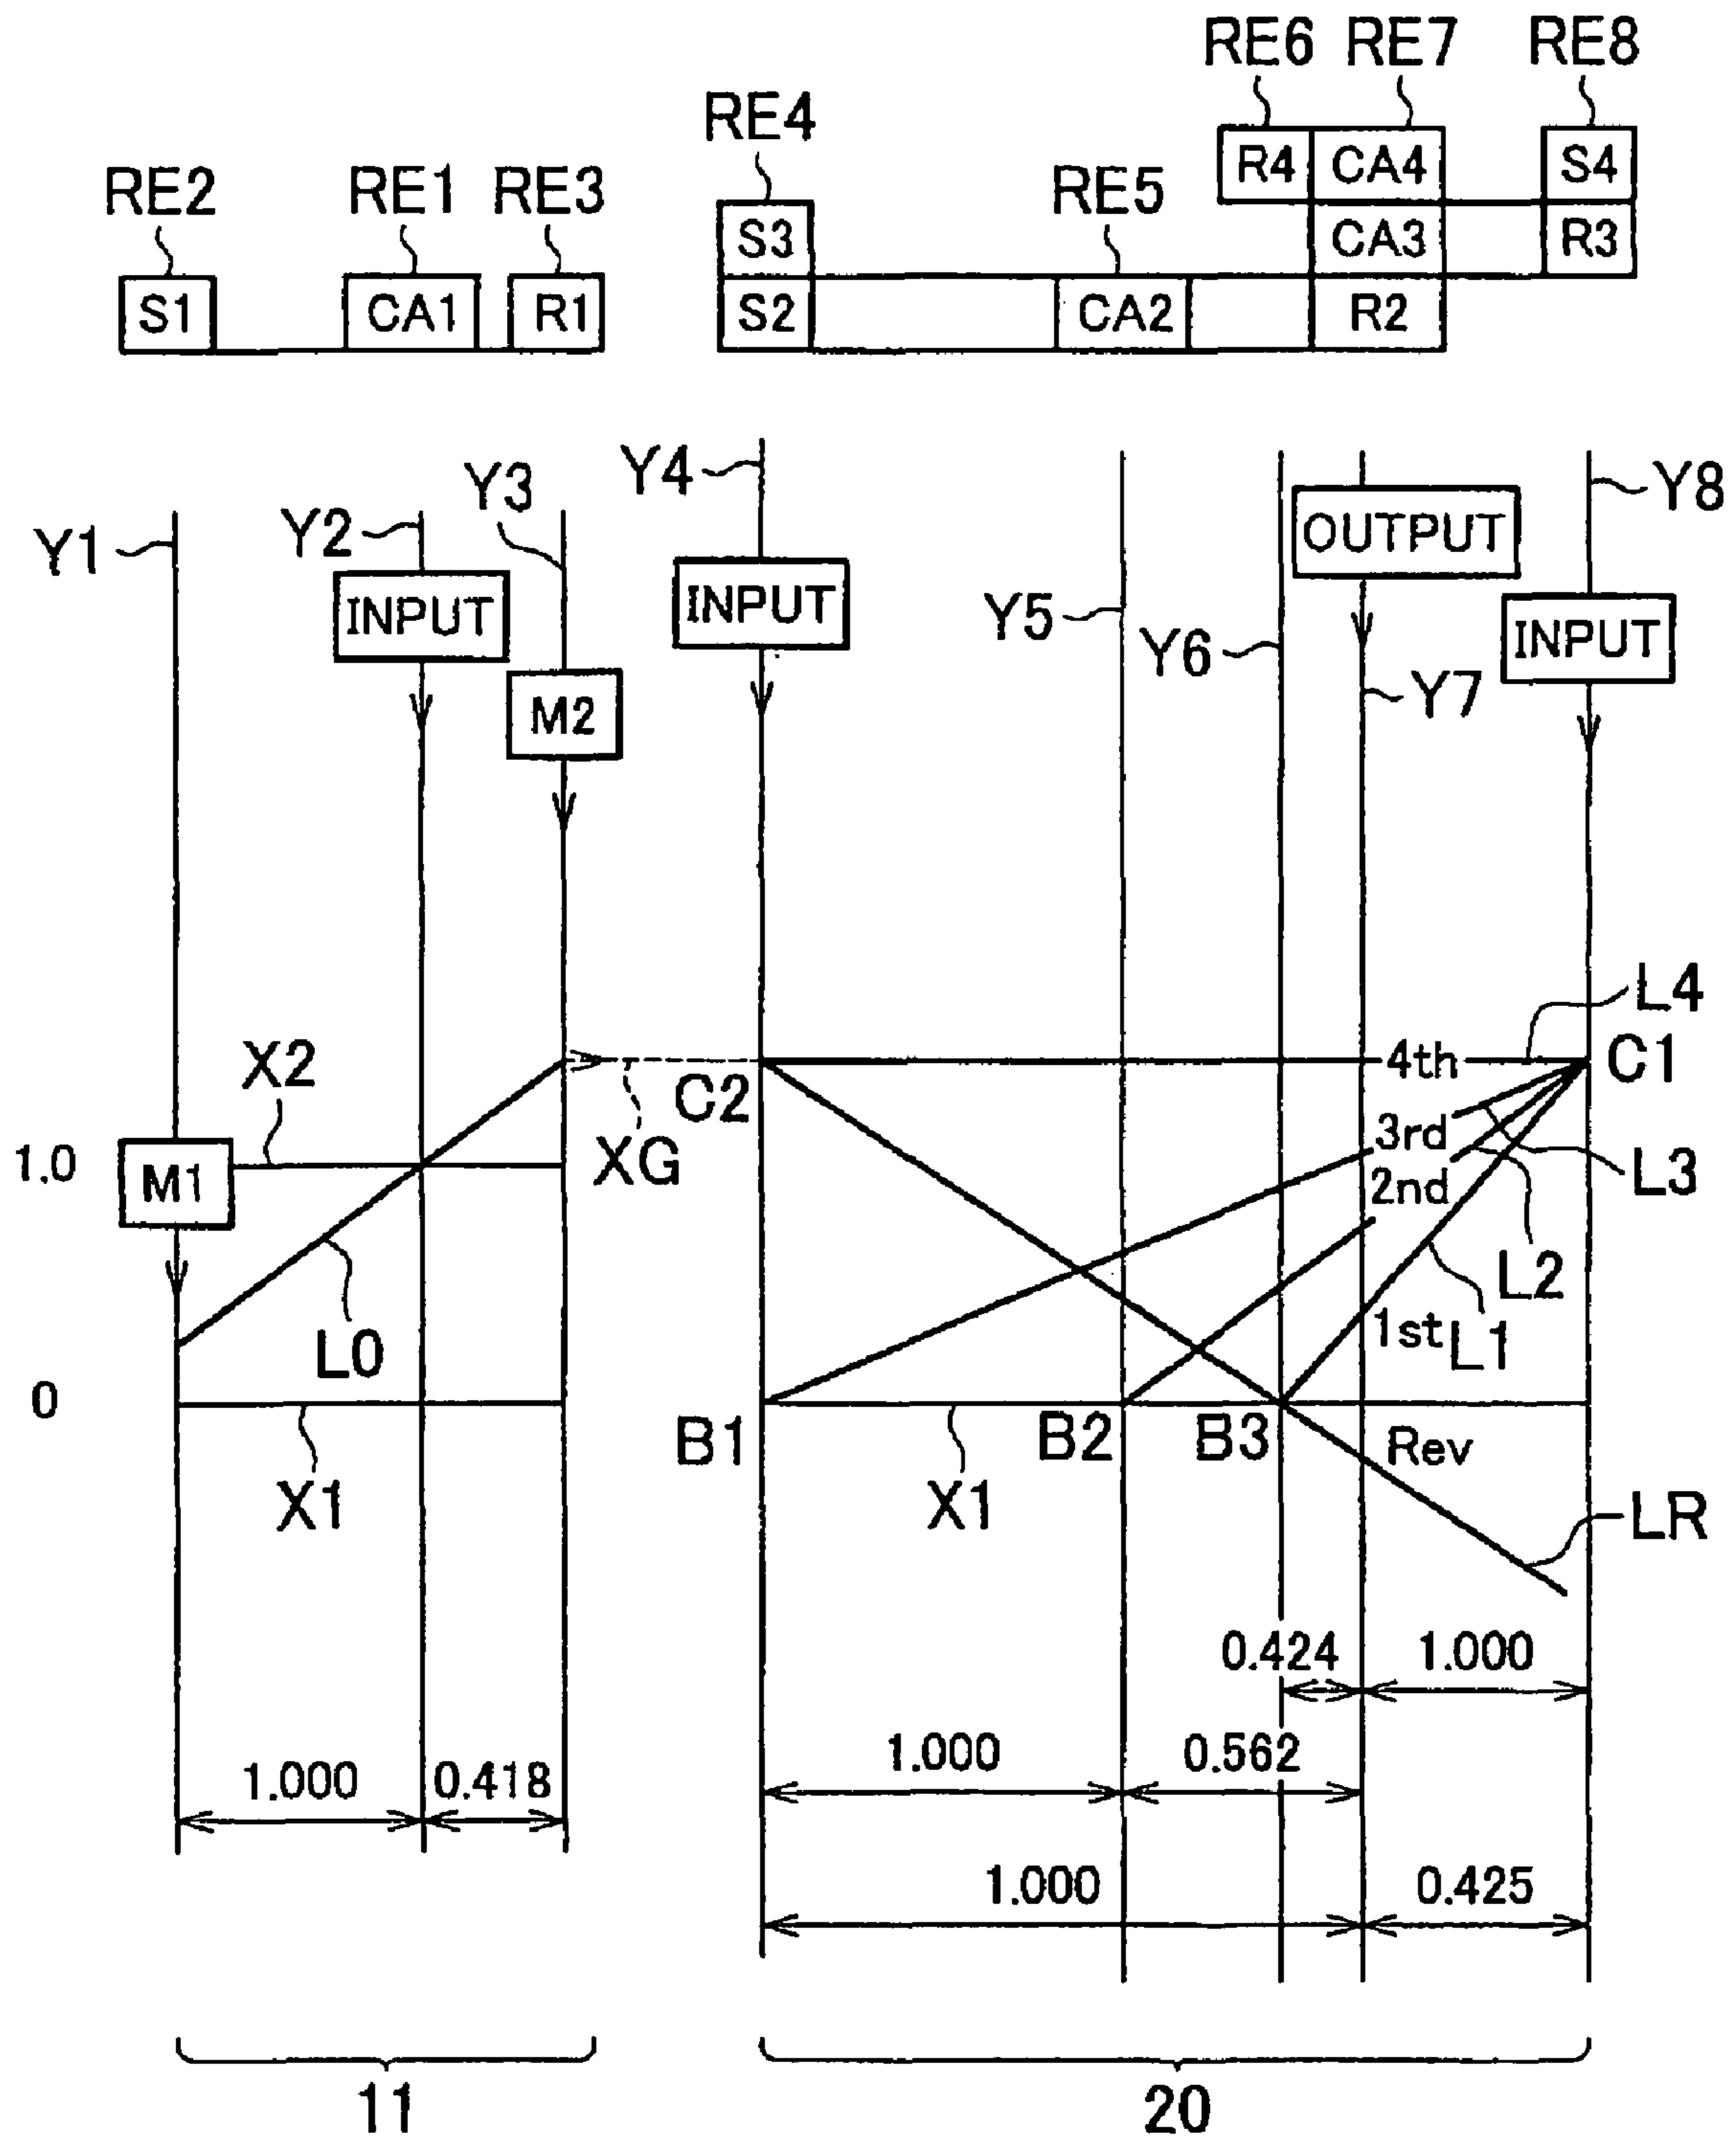 RE6 RE7 RE8
RE4
R4 CA4 S4
RE2 RE1 RE3 RE5
S3 CA3 R3
S1 CA1 R1 S2 CA2 R2
Y4
Y3 Y8
Y1 Y2
OUTPUT
INPUT INPUT Y5 INPUT
Y6
Y7
M2
L4
X2 4th C1
C2
3rd
1.0 M1 XG L3
2nd
L2
L0 1st L1
0
B1 B2 B3 Rev
X1 X1 LR
0.424 1.000
1.000 0.562
1.000 0.418
1.000 0.425
11 20